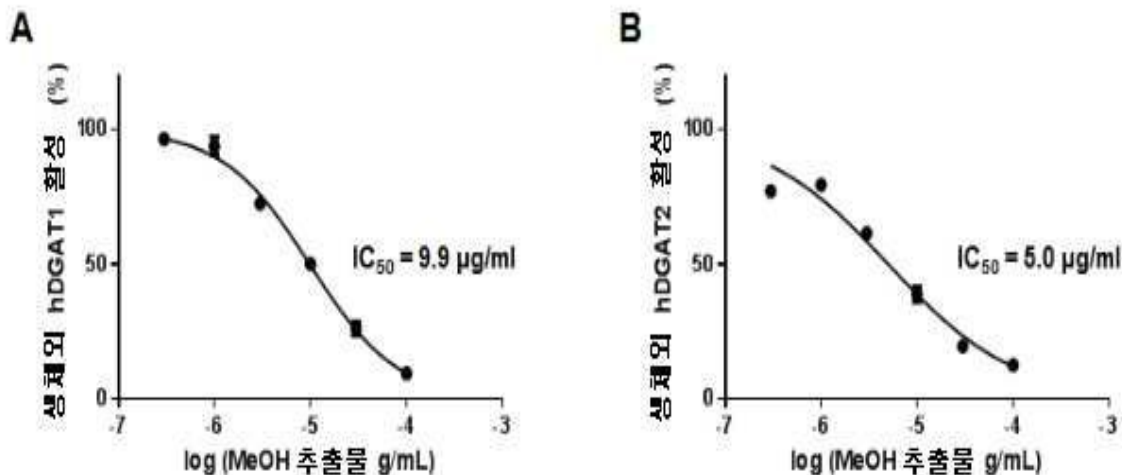 A
생체외 hDGAT1 활성 (%)
100
50
0
IC50 = 9.9 µg/ml
-7 -6 -5 -4 -3
log (MeOH 추출물 g/mL)
B
생체외 hDGAT2 활성 (%)
100
50
0
IC50 = 5.0 µg/ml
-7 -6 -5 -4 -3
log (MeOH 추출물 g/mL)